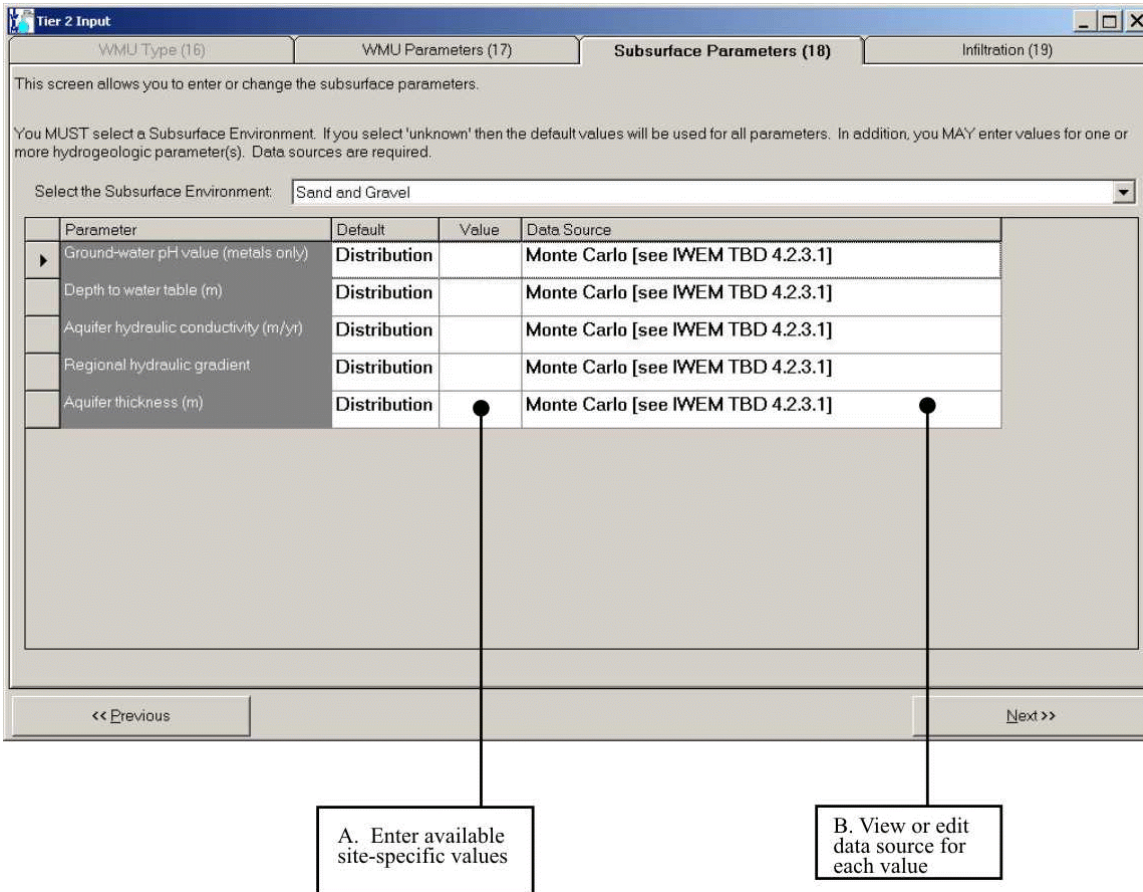 Tier 2 Input
WMU Type (16) WMU Parameters (17) Subsurface Parameters (18) Infiltration (19)
This screen allows you to enter or change the subsurface parameters.
You MUST select a Subsurface Environment. If you select 'unknown' then the default values will be used for all parameters. In addition, you MAY enter values for one or
more hydrogeologic parameter(s). Data sources are required.
Select the Subsurface Environment: Sand and Gravel
Parameter Default Value Data Source
Ground-water pH value (metals only) Distribution Monte Carlo [see IWEM TBD 4.2.3.1]
Depth to water table (m) Distribution Monte Carlo [see IWEM TBD 4.2.3.1]
Aquifer hydraulic conductivity (m/yr) Distribution Monte Carlo [see IWEM TBD 4.2.3.1]
Regional hydraulic gradient Distribution Monte Carlo [see IWEM TBD 4.2.3.1]
Aquifer thickness (m) Distribution Monte Carlo [see IWEM TBD 4.2.3.1]
<< Previous Next >>
A. Enter available
site-specific values
B. View or edit
data source for
each value